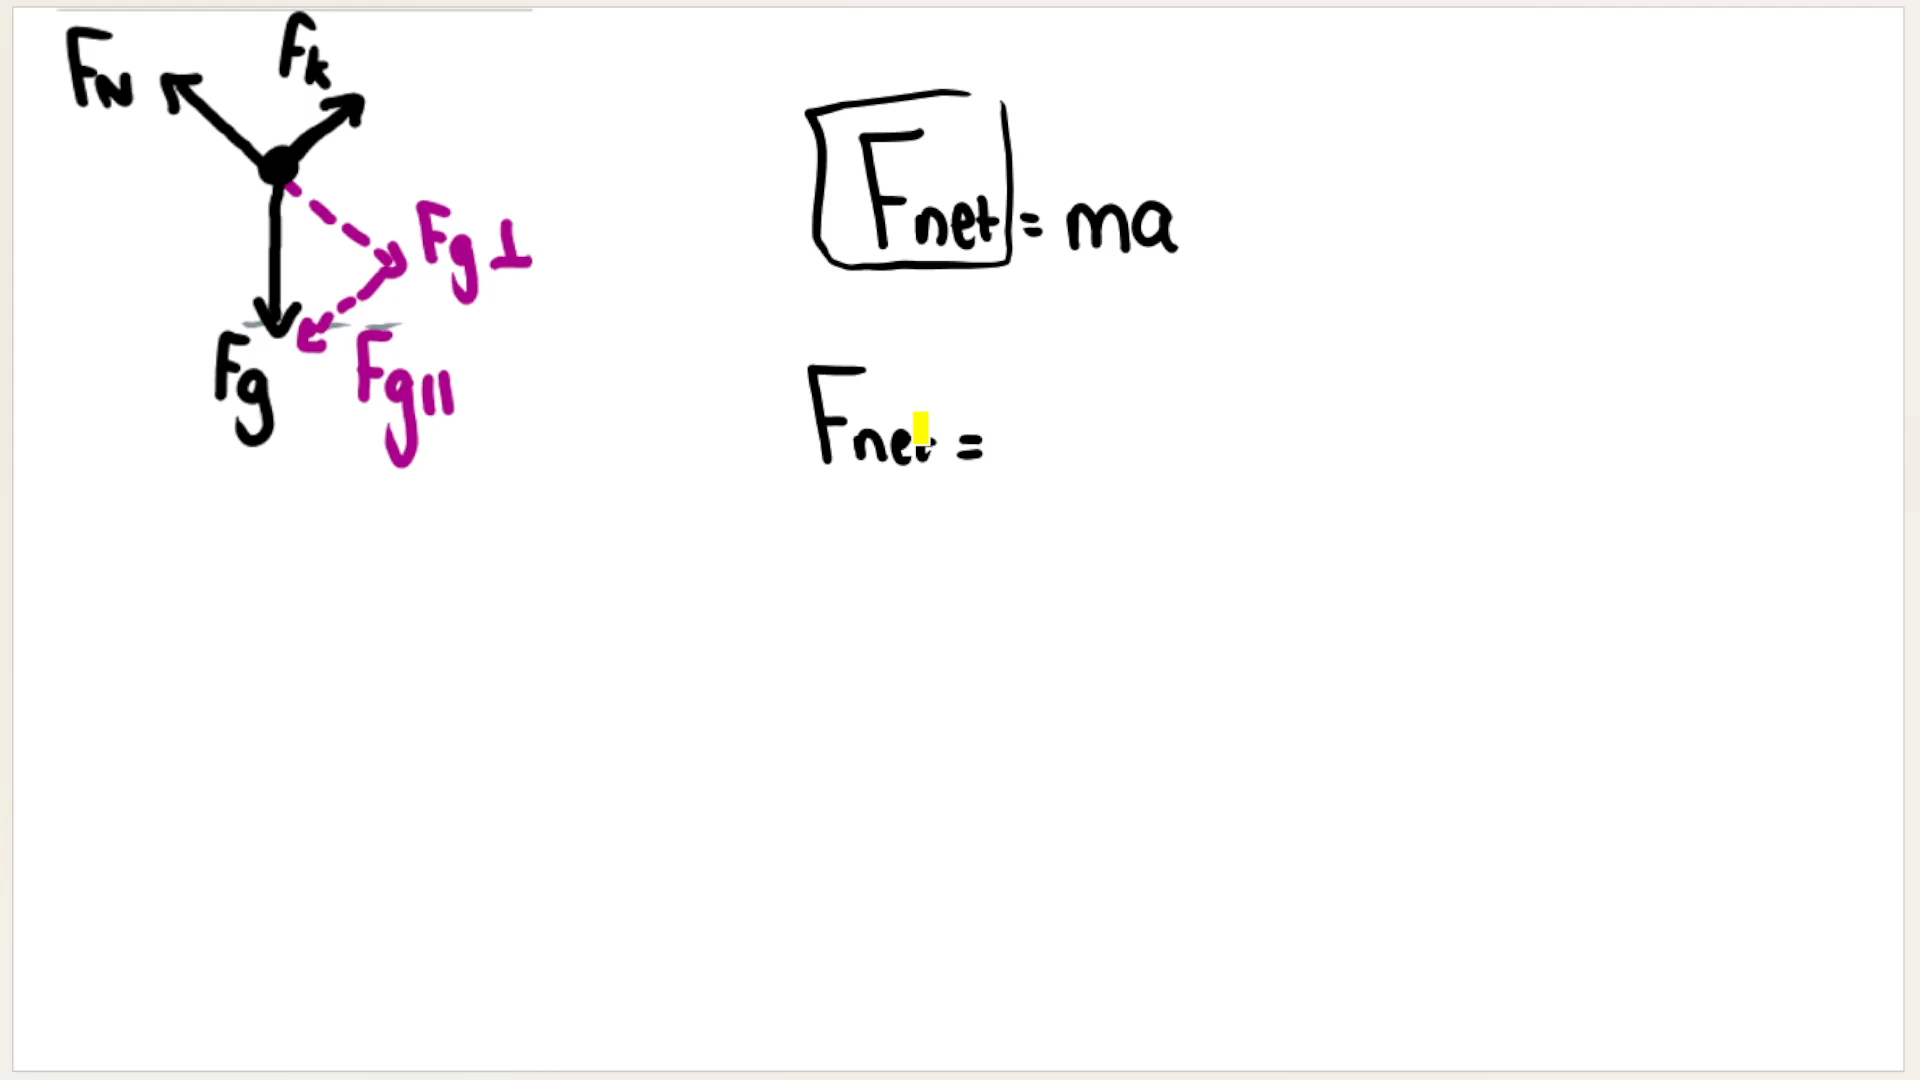 FN
Fk
Fg⊥
Fg
Fg||
Fnet = ma
Fnet =